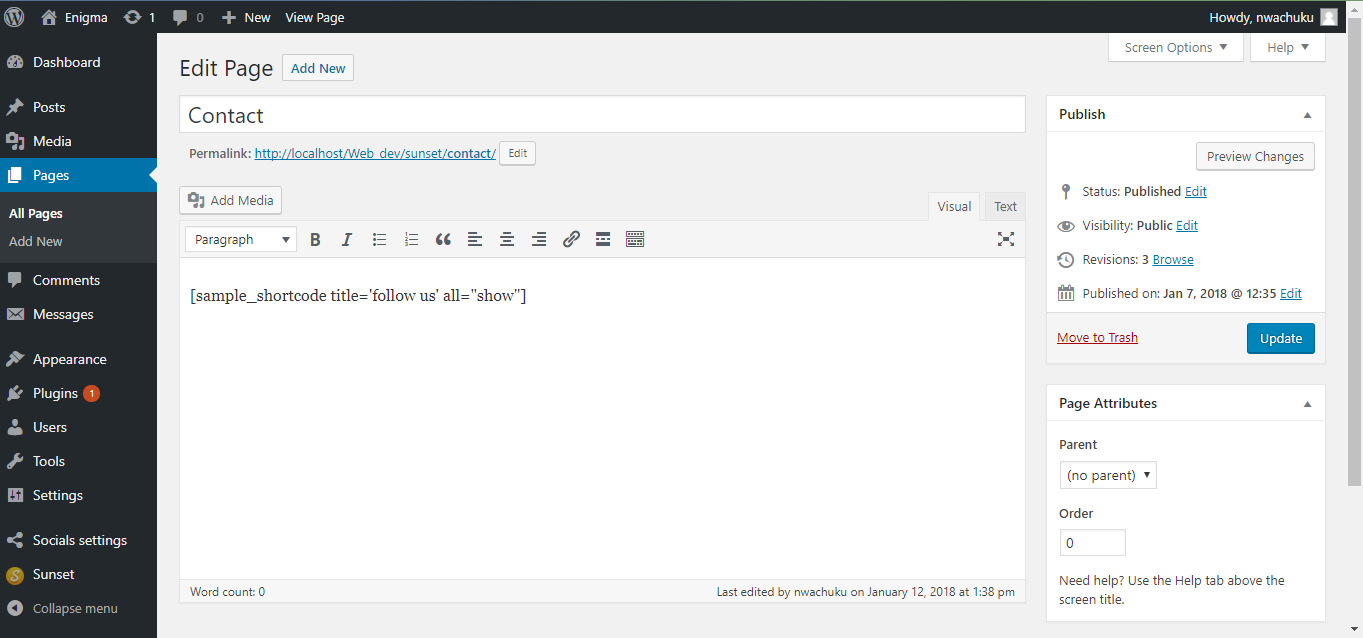 Enigma 1 0 New View Page Howdy, nwachuku
Screen Options Help
Dashboard
Posts
Media
Pages
All Pages
Add New
Comments
Messages
Appearance
Plugins 1
Users
Tools
Settings
Socials settings
Sunset
Collapse menu
Edit Page Add New
Contact
Permalink: http://localhost/Web_dev/sunset/contact/ Edit
Add Media
Visual Text
Paragraph
[sample_shortcode title='follow us' all="show"]
Word count: 0 Last edited by nwachuku on January 12, 2018 at 1:38 pm
Publish
Preview Changes
Status: Published Edit
Visibility: Public Edit
Revisions: 3 Browse
Published on: Jan 7, 2018 @ 12:35 Edit
Move to Trash Update
Page Attributes
Parent
(no parent)
Order
0
Need help? Use the Help tab above the
screen title.